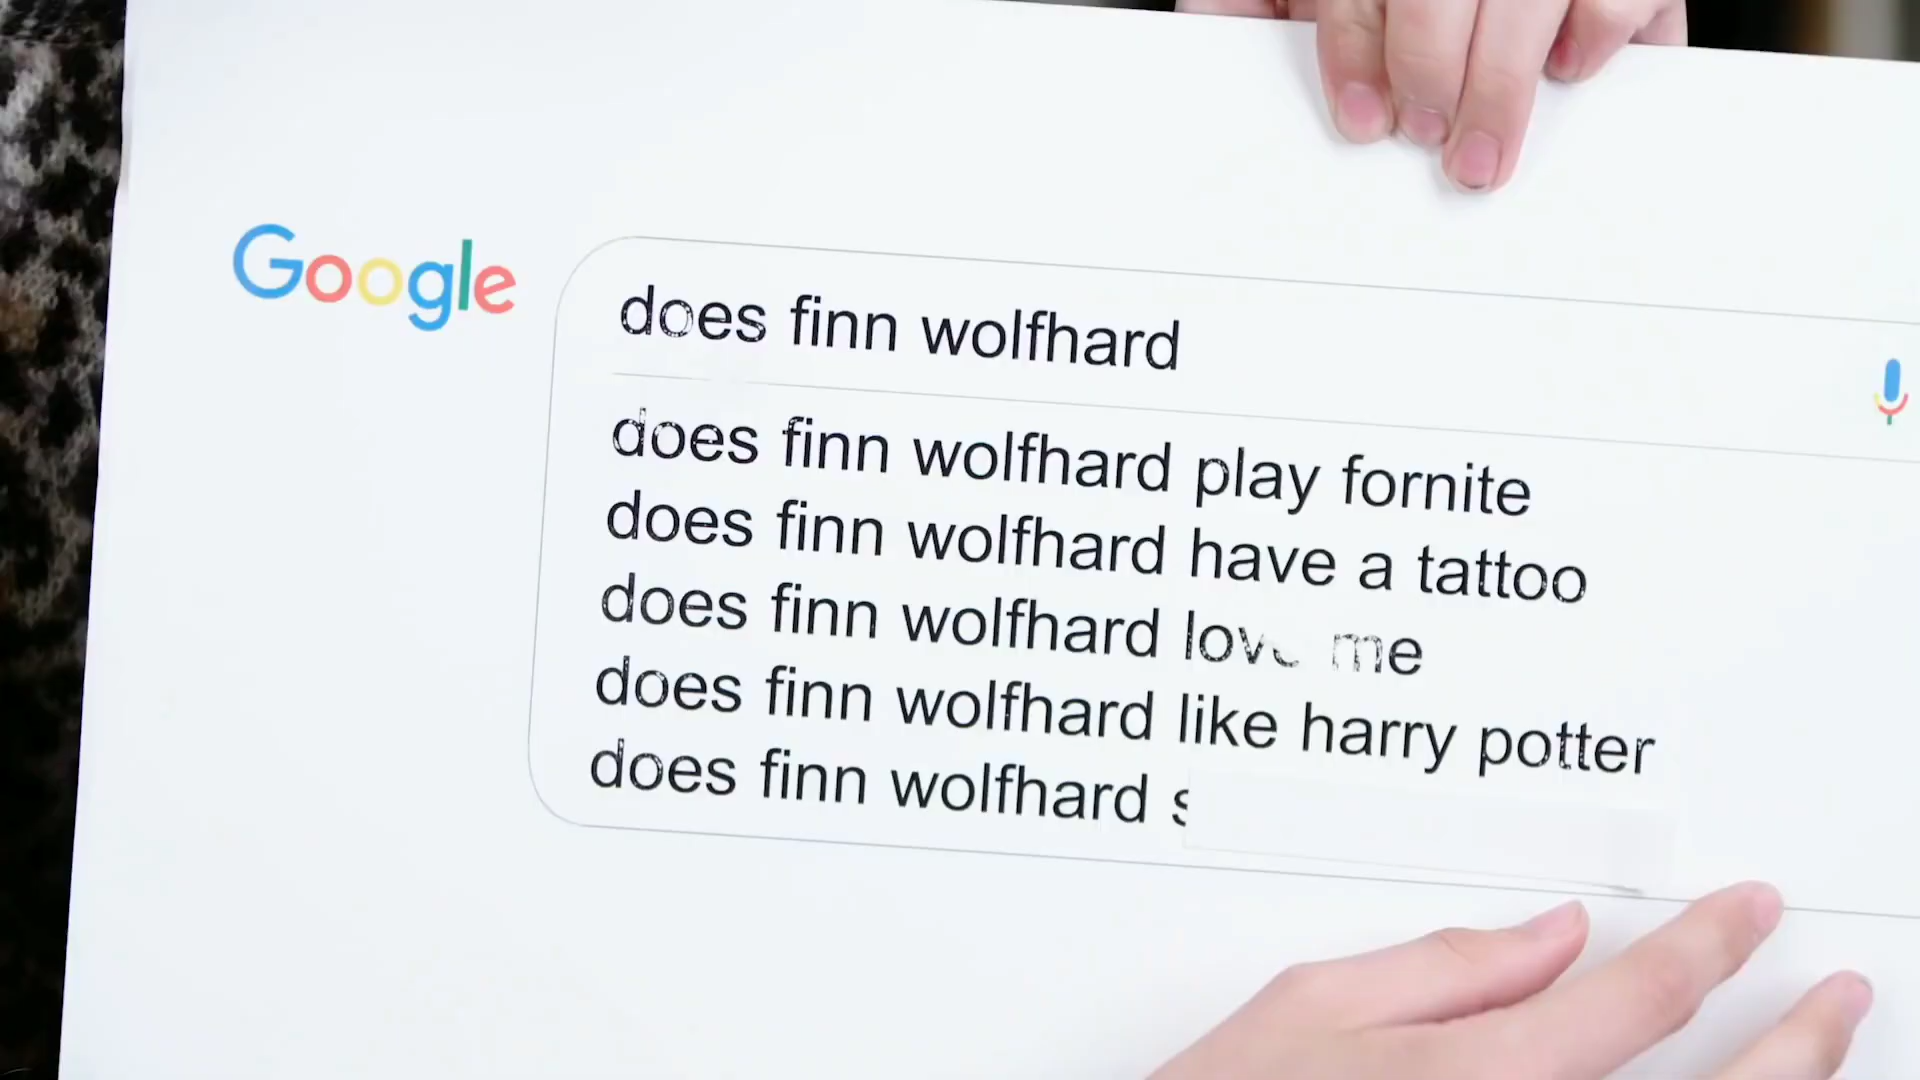 Google
does finn wolfhard
does finn wolfhard play fornite
does finn wolfhard have a tattoo
does finn wolfhard love me
does finn wolfhard like harry potter
does finn wolfhard